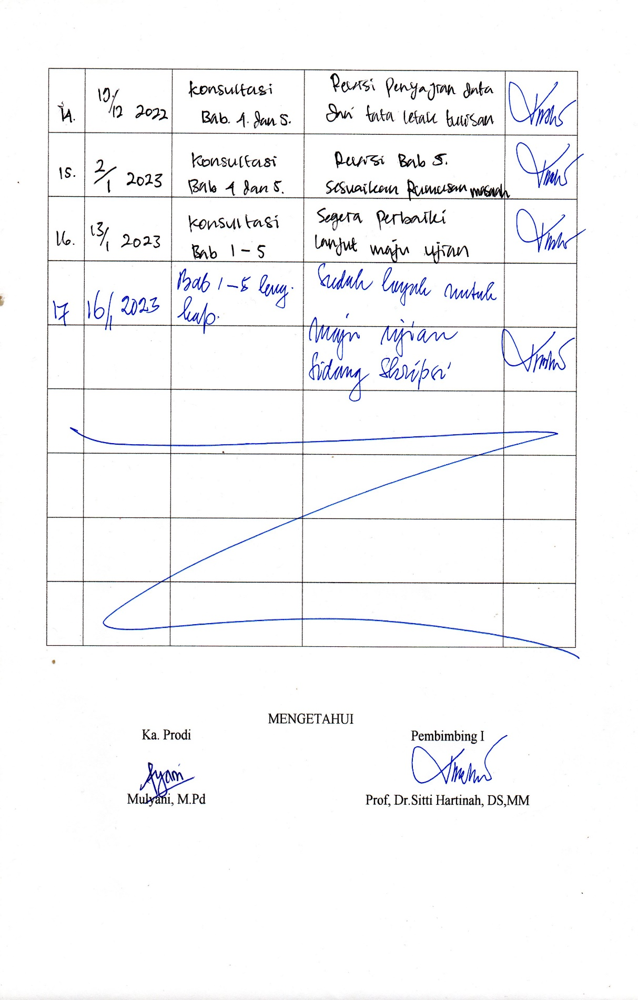 14.
19/12 2022
Konsultasi
Bab. 4. dan 5.
Revisi Penyajian data
dari tata letak tulisan
15.
2/1 2023
Konsultasi
Bab 4 dan 5.
Revisi Bab 5.
sesuaikan Rumusan masalah
16.
13/1 2023
Konsultasi
Bab 1-5
Segera Perbaiki
lanjut maju ujian
17
16/1 2023
Bab 1-5 leng-
kap.
Sudah layak untuk
maju ujian
Sidang Skripsi
MENGETAHUI
Ka. Prodi
Pembimbing I
Mulyani, M.Pd
Prof, Dr.Sitti Hartinah, DS,MM